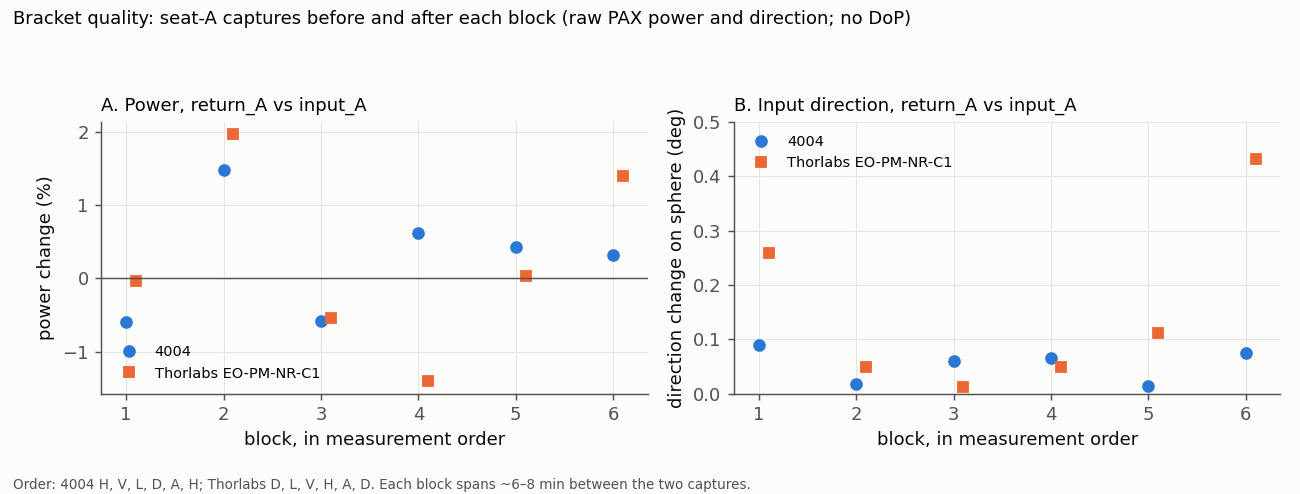 Bracket quality: seat-A captures before and after each block (raw PAX power and direction; no DoP)
A. Power, return_A vs input_A
power change (%)
2
1
0
−1
4004
Thorlabs EO-PM-NR-C1
1 2 3 4 5 6
block, in measurement order
B. Input direction, return_A vs input_A
direction change on sphere (deg)
0.5
0.4
0.3
0.2
0.1
0.0
4004
Thorlabs EO-PM-NR-C1
1 2 3 4 5 6
block, in measurement order
Order: 4004 H, V, L, D, A, H; Thorlabs D, L, V, H, A, D. Each block spans ~6–8 min between the two captures.